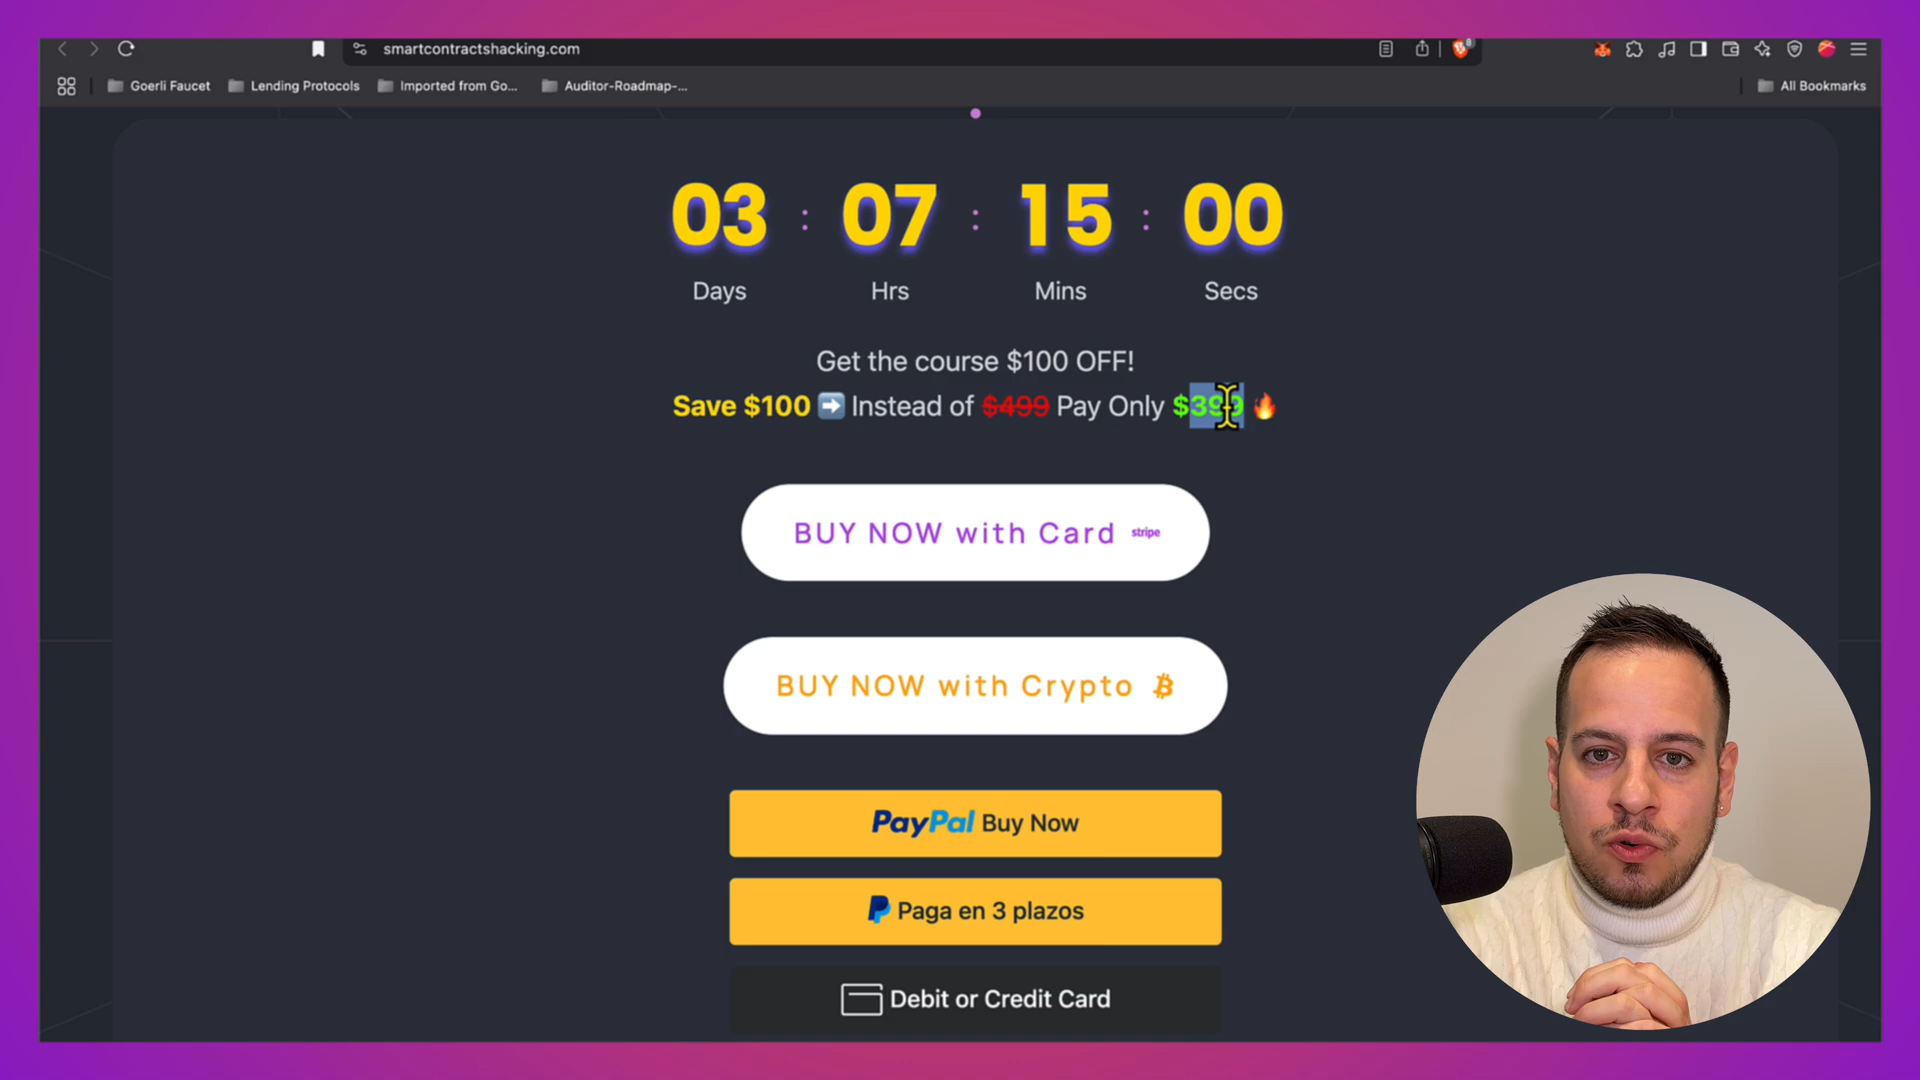 smartcontractshacking.com
Goerli Faucet
Lending Protocols
Imported from Go...
Auditor-Roadmap-...
All Bookmarks
03 : 07 : 15 : 00
Days Hrs Mins Secs
Get the course $100 OFF!
Save $100 ➡ Instead of $499 Pay Only $399 🔥
BUY NOW with Card stripe
BUY NOW with Crypto
PayPal Buy Now
Paga en 3 plazos
Debit or Credit Card